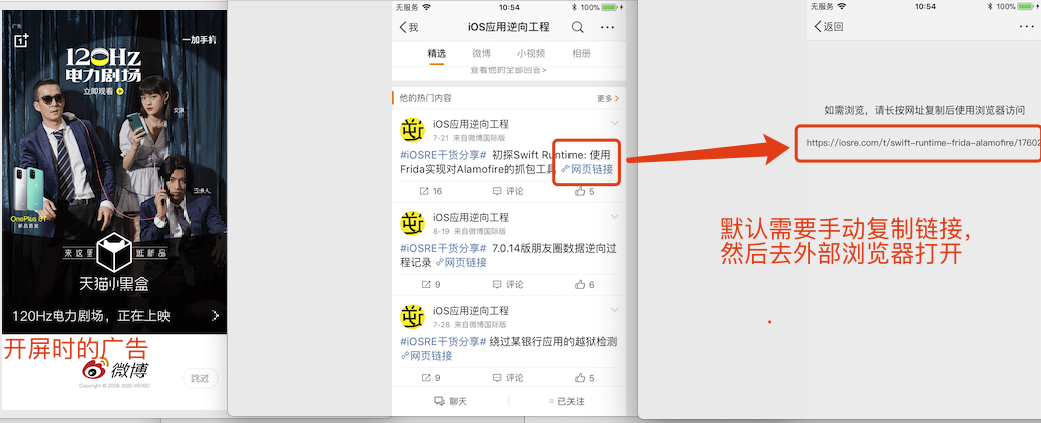 广告
1+
一加手机
120Hz
电力剧场
立即观看
文淇
王承人
OnePlus 8T
新品首发
来这里
逛新品
天猫小黑盒
120Hz电力剧场，正在上映
开屏时的广告
微博
Copyright © 2009-2020 WEIBO
跳过
无服务 10:54 100%
我 iOS应用逆向工程
精选 微博 小视频 相册
查看他的全部回答>
他的热门内容 更多
iOS应用逆向工程
7-21 来自微博国际版
#iOSRE干货分享# 初探Swift Runtime: 使用
Frida实现对Alamofire的抓包工具 网页链接
16 评论 5
iOS应用逆向工程
8-19 来自微博国际版
#iOSRE干货分享# 7.0.14版朋友圈数据逆向过
程记录 网页链接
9 评论 6
iOS应用逆向工程
7-28 来自微博国际版
#iOSRE干货分享# 绕过某银行应用的越狱检测
网页链接
9 评论 5
聊天 已关注
无服务 10:54 100%
返回
如需浏览，请长按网址复制后使用浏览器访问
https://iosre.com/t/swift-runtime-frida-alamofire/17602
默认需要手动复制链接，
然后去外部浏览器打开